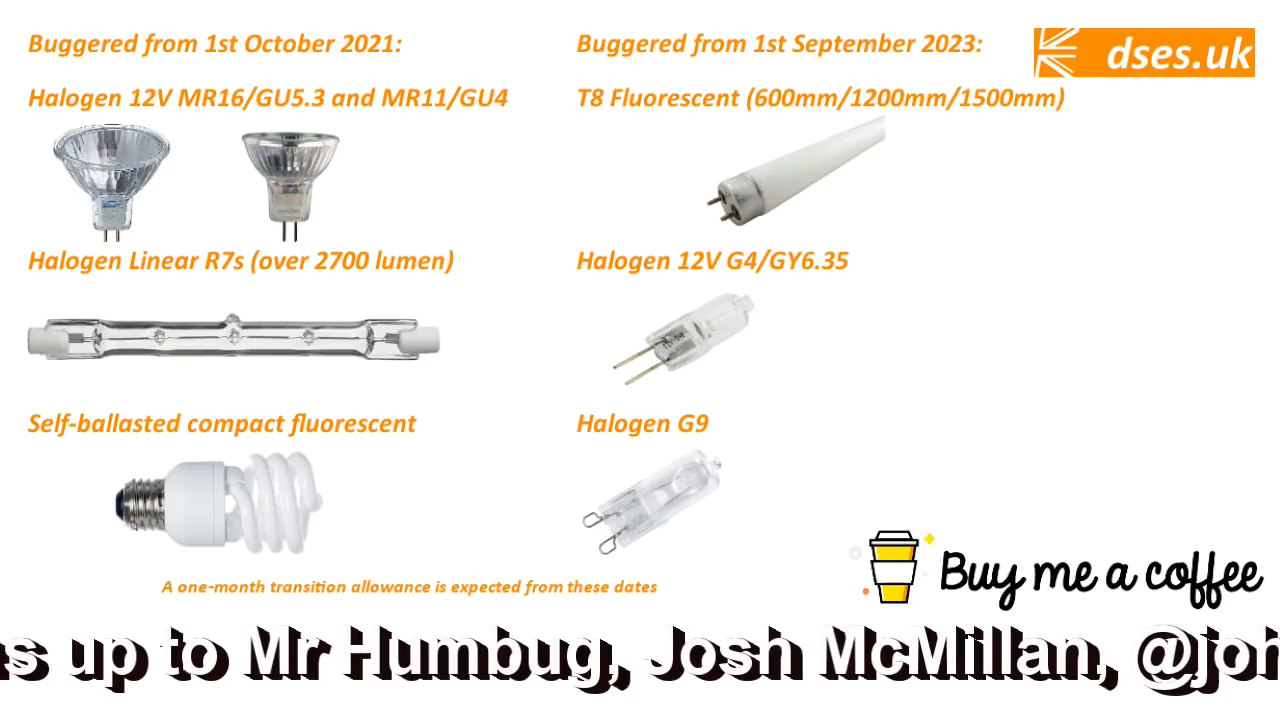 Buggered from 1st October 2021:
Halogen 12V MR16/GU5.3 and MR11/GU4
Halogen Linear R7s (over 2700 lumen)
Self-ballasted compact fluorescent
Buggered from 1st September 2023:
T8 Fluorescent (600mm/1200mm/1500mm)
Halogen 12V G4/GY6.35
Halogen G9
dses.uk
A one-month transition allowance is expected from these dates
Buy me a coffee
up to Mr Humbug, Josh McMillan,